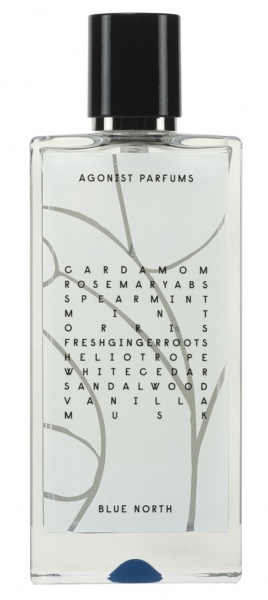 AGONIST PARFUMS
CARDAMOM
ROSEMARYABS
SPEARMINT
MINT
ORRIS
FRESHGINGERROOTS
HELIOTROPE
WHITECEDAR
SANDALWOOD
VANILLA
MUSK
BLUE NORTH